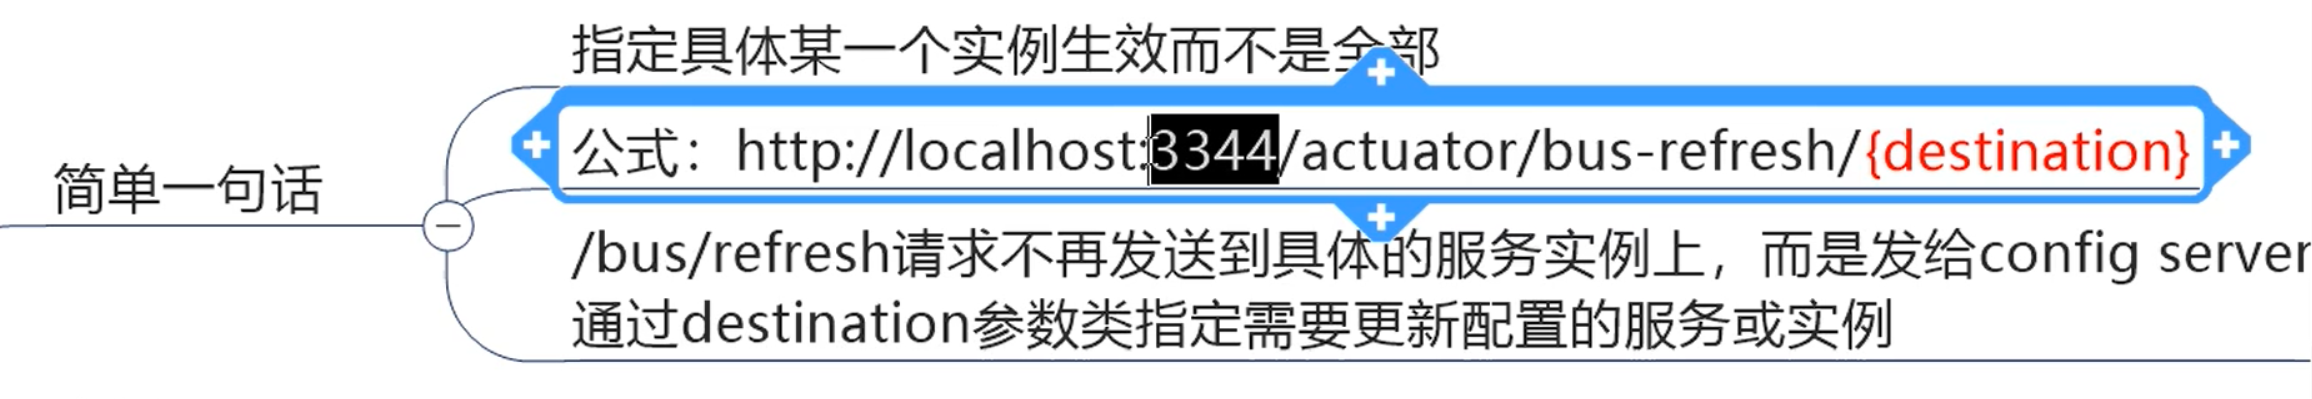 简单一句话
指定具体某一个实例生效而不是全部
公式：http://localhost:3344/actuator/bus-refresh/{destination}
/bus/refresh请求不再发送到具体的服务实例上，而是发给config server
通过destination参数类指定需要更新配置的服务或实例